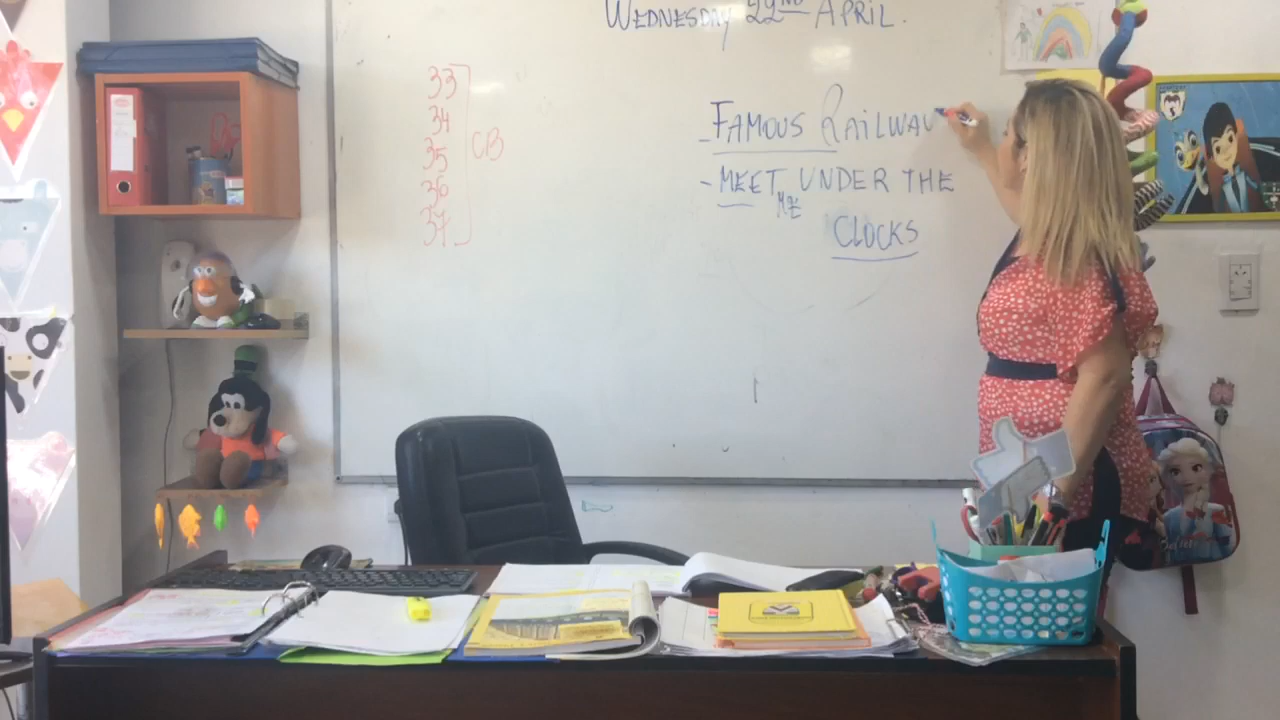 WEDNESDAY 22ND APRIL.
33
34
35
36
37
CB
- FAMOUS RAILWAY
- MEET UNDER THE
ME
CLOCKS